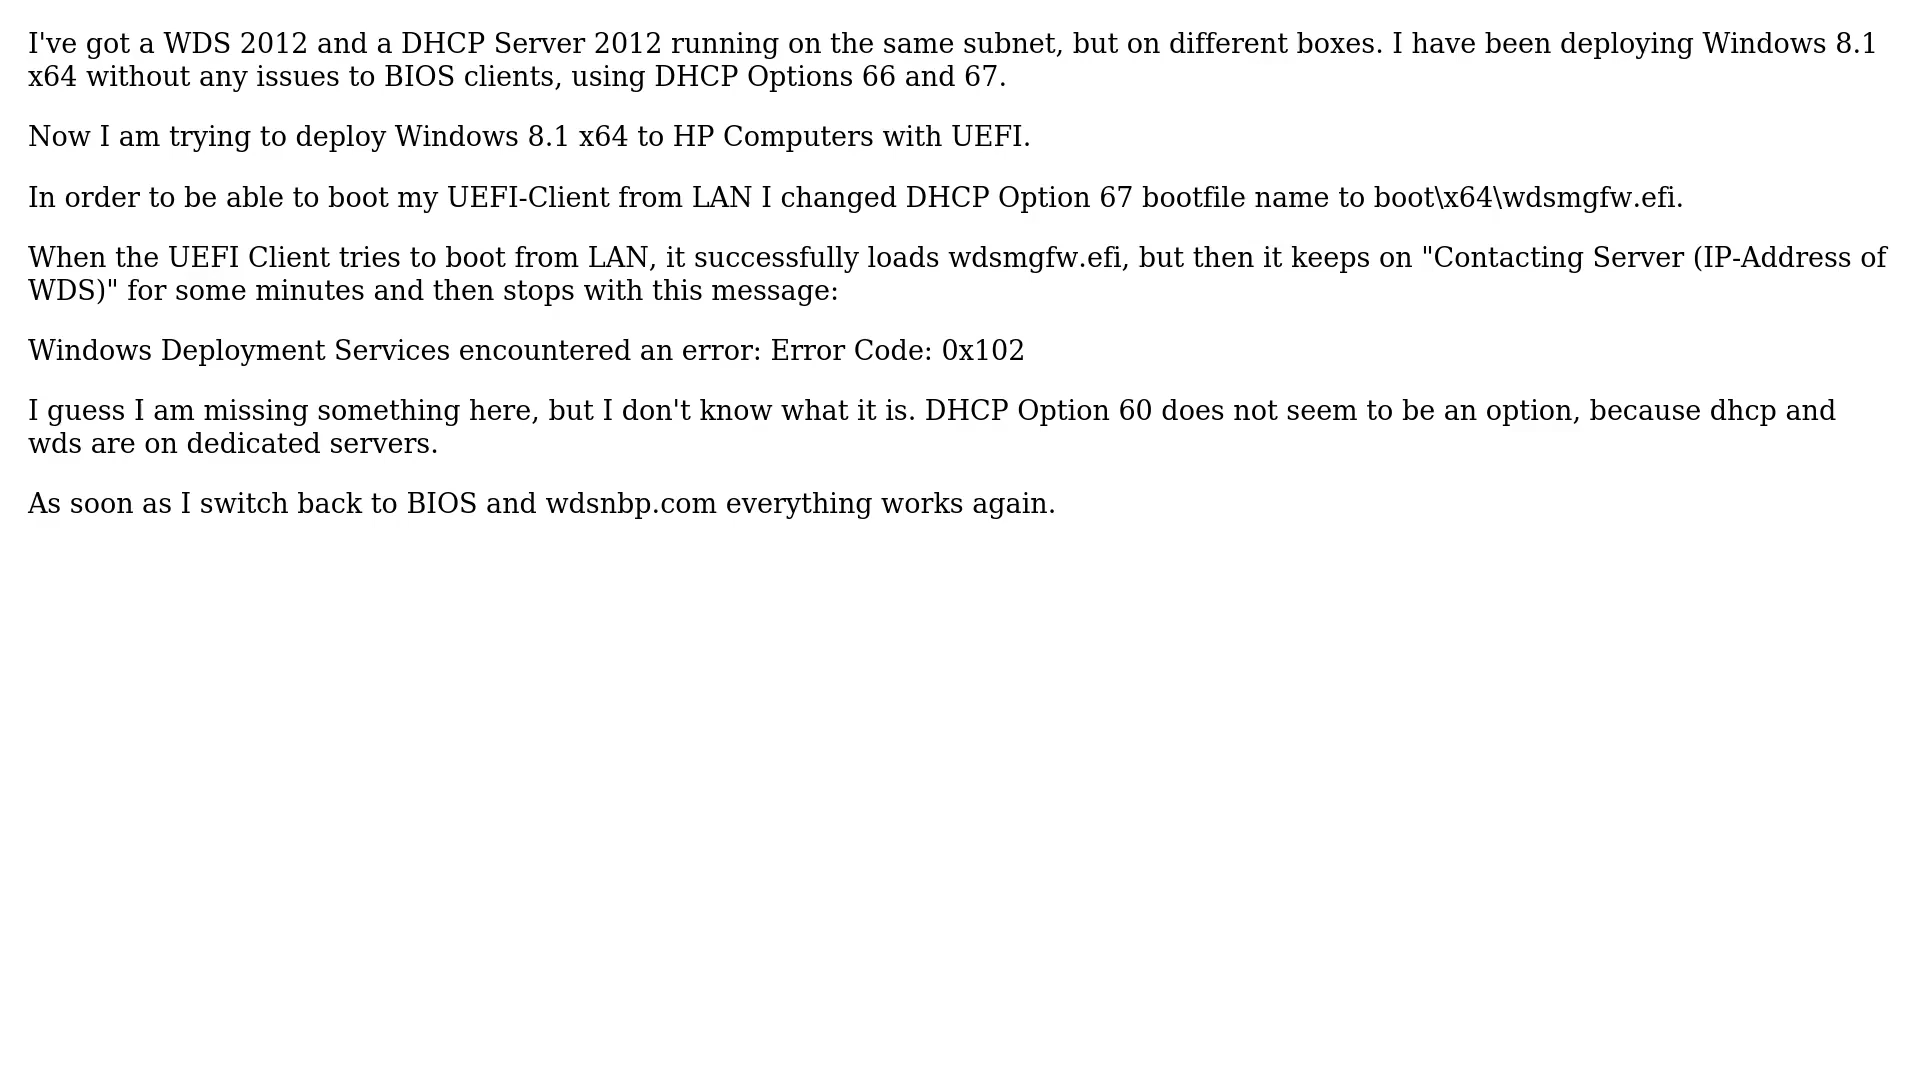 I've got a WDS 2012 and a DHCP Server 2012 running on the same subnet, but on different boxes. I have been deploying Windows 8.1
x64 without any issues to BIOS clients, using DHCP Options 66 and 67.
Now I am trying to deploy Windows 8.1 x64 to HP Computers with UEFI.
In order to be able to boot my UEFI-Client from LAN I changed DHCP Option 67 bootfile name to boot\x64\wdsmgfw.efi.
When the UEFI Client tries to boot from LAN, it successfully loads wdsmgfw.efi, but then it keeps on "Contacting Server (IP-Address of
WDS)" for some minutes and then stops with this message:
Windows Deployment Services encountered an error: Error Code: 0x102
I guess I am missing something here, but I don't know what it is. DHCP Option 60 does not seem to be an option, because dhcp and
wds are on dedicated servers.
As soon as I switch back to BIOS and wdsnbp.com everything works again.